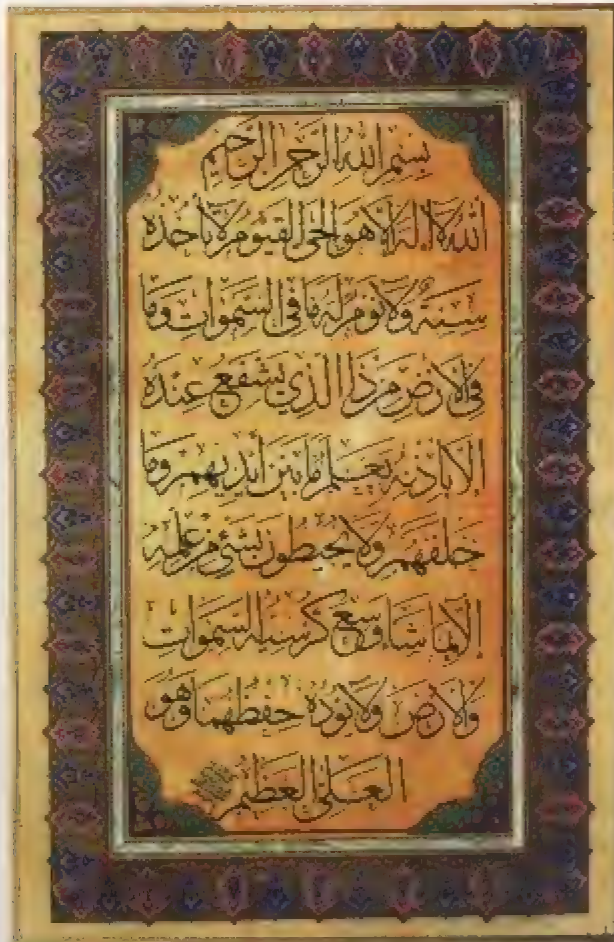 بسم الله الرحمن الرحيم
الله لا إله إلا هو الحي القيوم لا تأخذه
سنة ولا نوم له ما في السموات وما
في الأرض من ذا الذي يشفع عنده
إلا بإذنه يعلم ما بين أيديهم وما
خلفهم ولا يحيطون بشئ من علمه
إلا بما شاء وسع كرسيه السموات
والأرض ولا يؤده حفظهما وهو
العلي العظيم